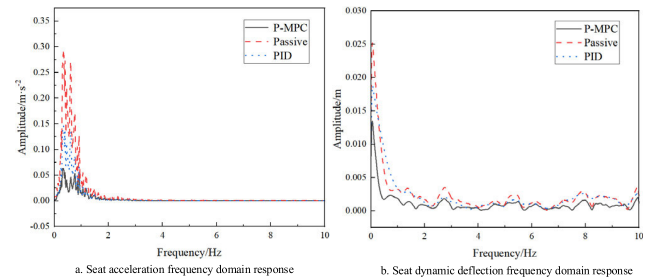 0.35
0.30
0.25
0.20
0.15
0.10
0.05
0.00
-0.05
Amplitude/m·s⁻²
P-MPC
Passive
PID
0 2 4 6 8 10
Frequency/Hz
a. Seat acceleration frequency domain response
0.030
0.025
0.020
0.015
0.010
0.005
0.000
Amplitude/m
P-MPC
Passive
PID
0 2 4 6 8 10
Frequency/Hz
b. Seat dynamic deflection frequency domain response